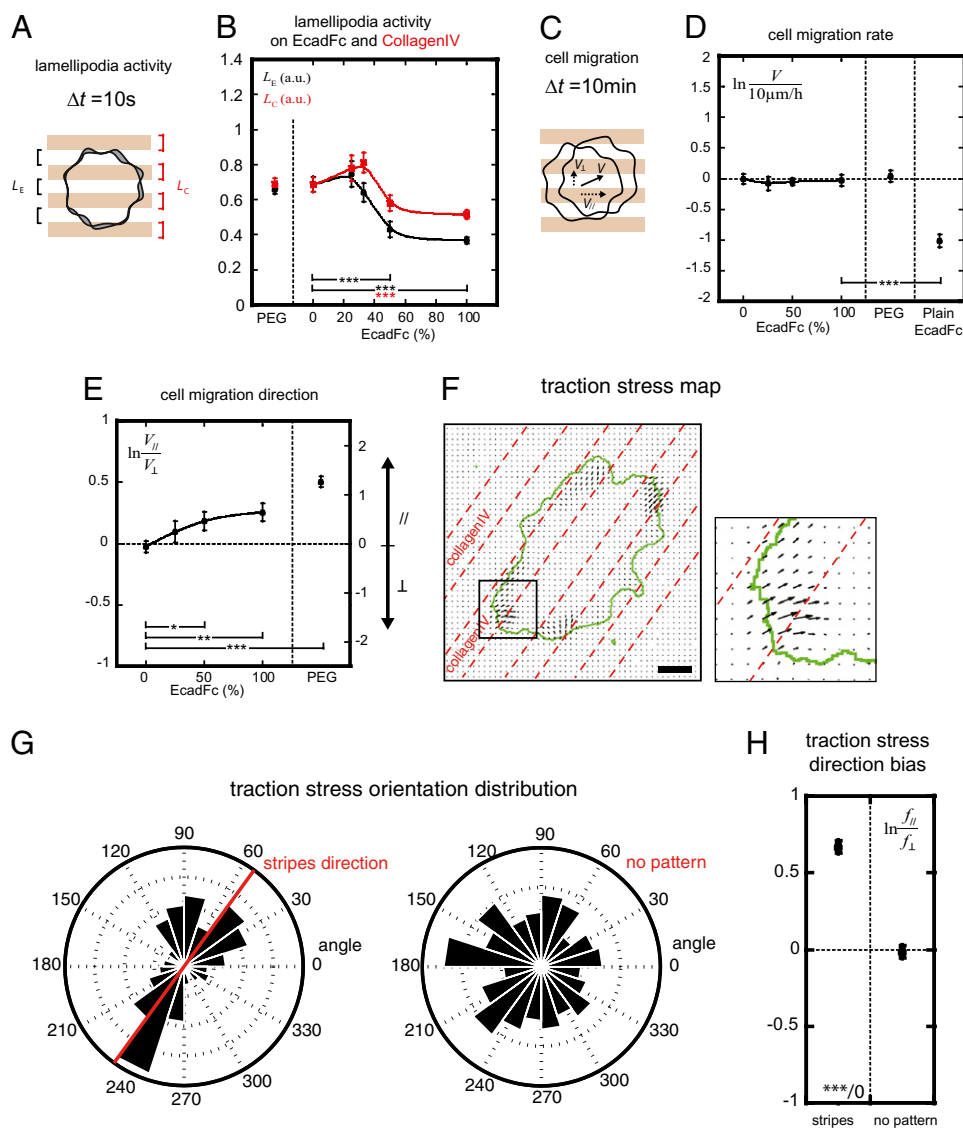 A
lamellipodia activity
Δt =10s
L_E
L_C
B
lamellipodia activity
on EcadFc and CollagenIV
L_E (a.u.)
L_C (a.u.)
1.4
1.2
1
0.8
0.6
0.4
0.2
0
***
***
***
PEG
0
20
40
60
80
100
EcadFc (%)
C
cell migration
Δt =10min
V⊥
V
V//
D
cell migration rate
ln V/10μm/h
2
1.5
1
0.5
0
-0.5
-1
-1.5
-2
***
0
50
100
PEG
Plain
EcadFc
EcadFc (%)
E
cell migration direction
ln V///V⊥
1
0.5
0
-0.5
-1
2
1
0
-1
-2
//
⊥
*
**
***
0
50
100
PEG
EcadFc (%)
F
traction stress map
collagenIV
collagenIV
G
traction stress orientation distribution
90
60
stripes direction
30
angle
0
330
300
270
240
210
180
150
120
90
60
no pattern
30
angle
0
330
300
270
240
210
180
150
120
H
traction stress
direction bias
ln f///f⊥
1
0.5
0
-0.5
-1
***/0
stripes
no pattern